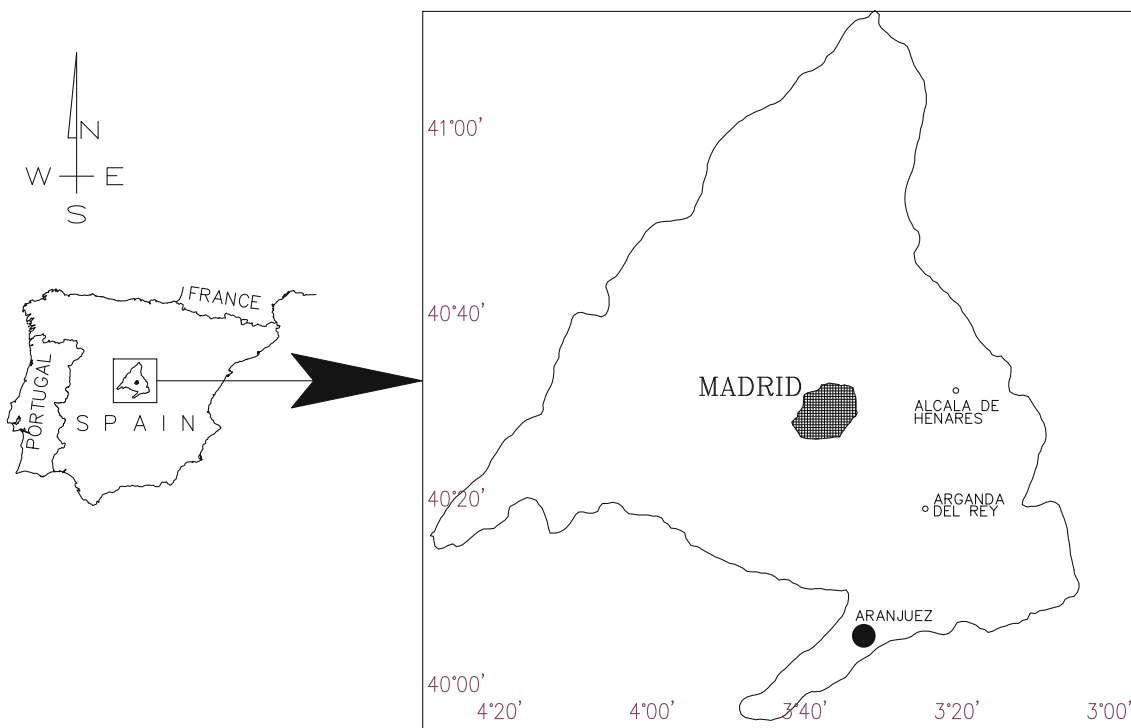 N
W E
S
FRANCE
PORTUGAL
SPAIN
41°00'
40°40'
40°20'
40°00'
MADRID
ALCALA DE
HENARES
ARGANDA
DEL REY
ARANJUEZ
4°20' 4°00' 3°40' 3°20' 3°00'